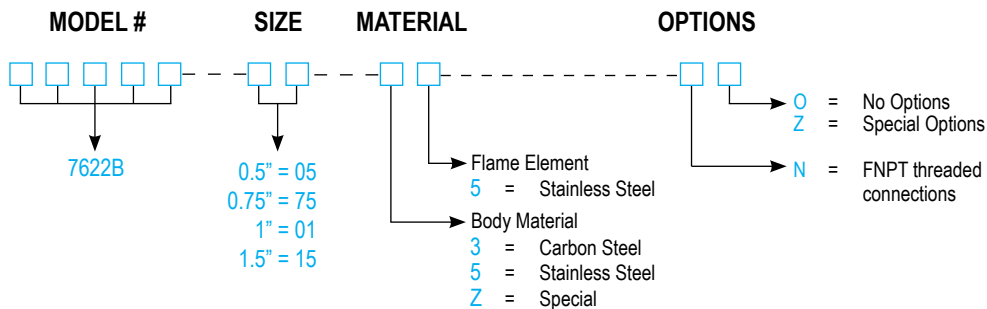 MODEL # SIZE MATERIAL OPTIONS
7622B
0.5” = 05
0.75” = 75
1” = 01
1.5” = 15
Flame Element
5 = Stainless Steel
Body Material
3 = Carbon Steel
5 = Stainless Steel
Z = Special
O = No Options
Z = Special Options
N = FNPT threaded
connections